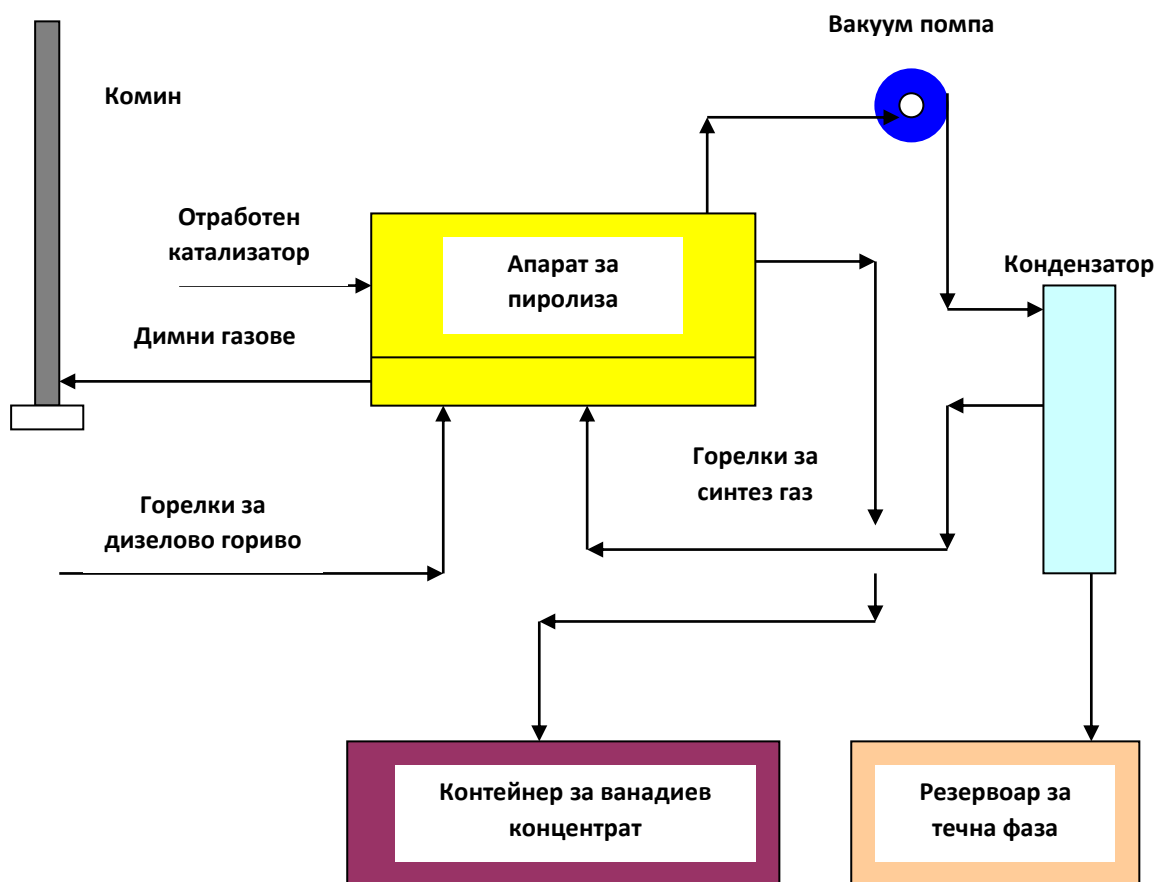 Вакуум помпа
Комин
Отработен
катализатор
Апарат за
пиролиза
Кондензатор
Димни газове
Горелки за
синтез газ
Горелки за
дизелово гориво
Контейнер за ванадиев
концентрат
Резервоар за
течна фаза